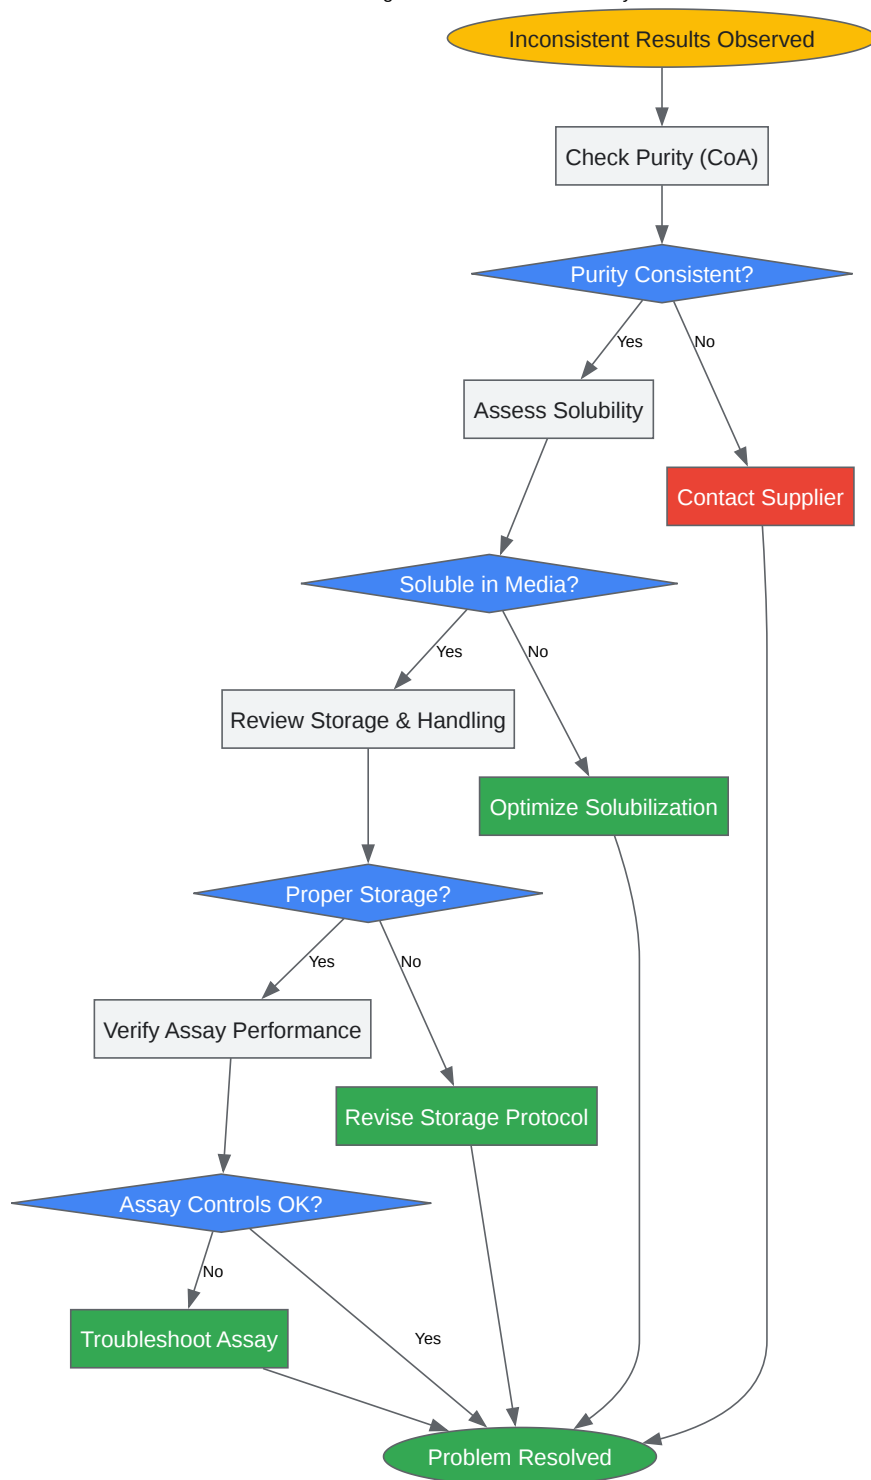 Inconsistent Results Observed
Check Purity (CoA)
Purity Consistent?
Yes
No
Assess Solubility
Contact Supplier
Soluble in Media?
Yes
No
Review Storage & Handling
Optimize Solubilization
Proper Storage?
Yes
No
Verify Assay Performance
Revise Storage Protocol
Assay Controls OK?
No
Yes
Troubleshoot Assay
Problem Resolved